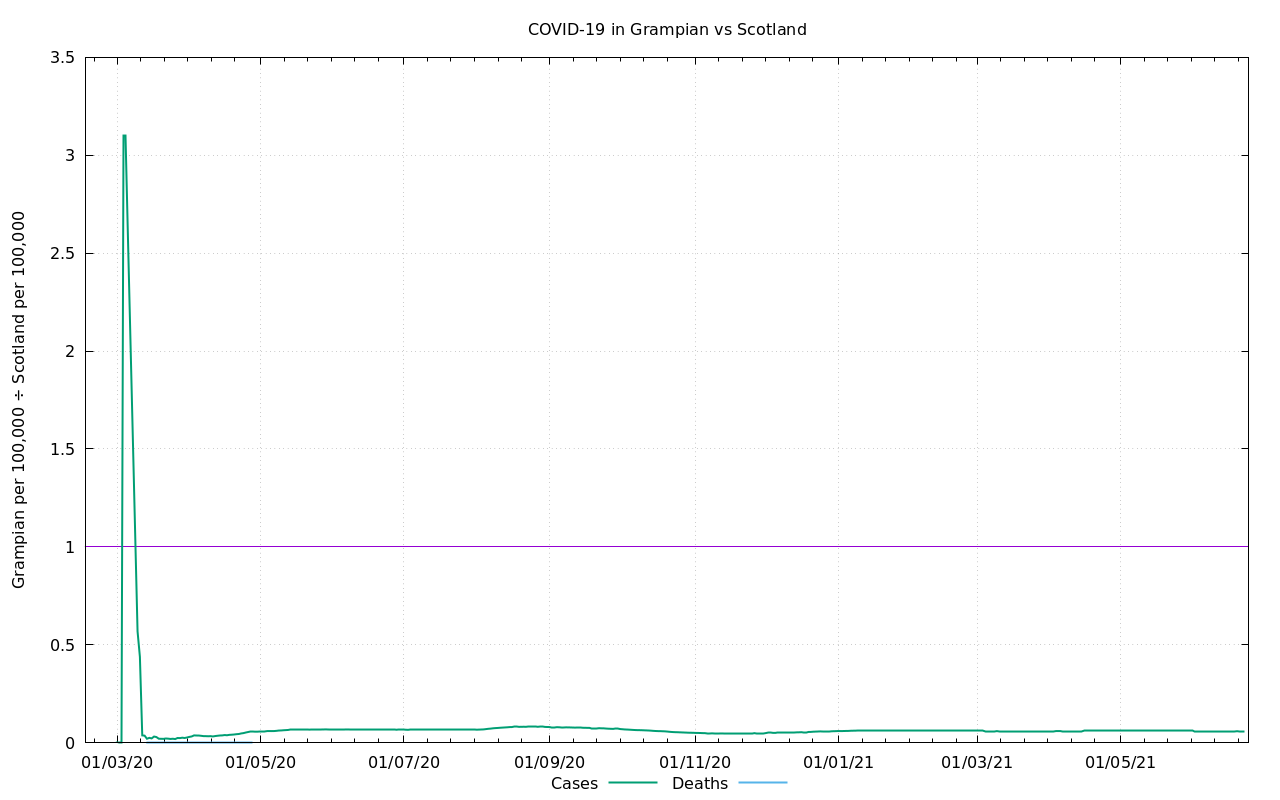 COVID-19 in Grampian vs Scotland
Grampian per 100,000 ÷ Scotland per 100,000
3.5
3
2.5
2
1.5
1
0.5
0
01/03/20 01/05/20 01/07/20 01/09/20 01/11/20 01/01/21 01/03/21 01/05/21
Cases Deaths